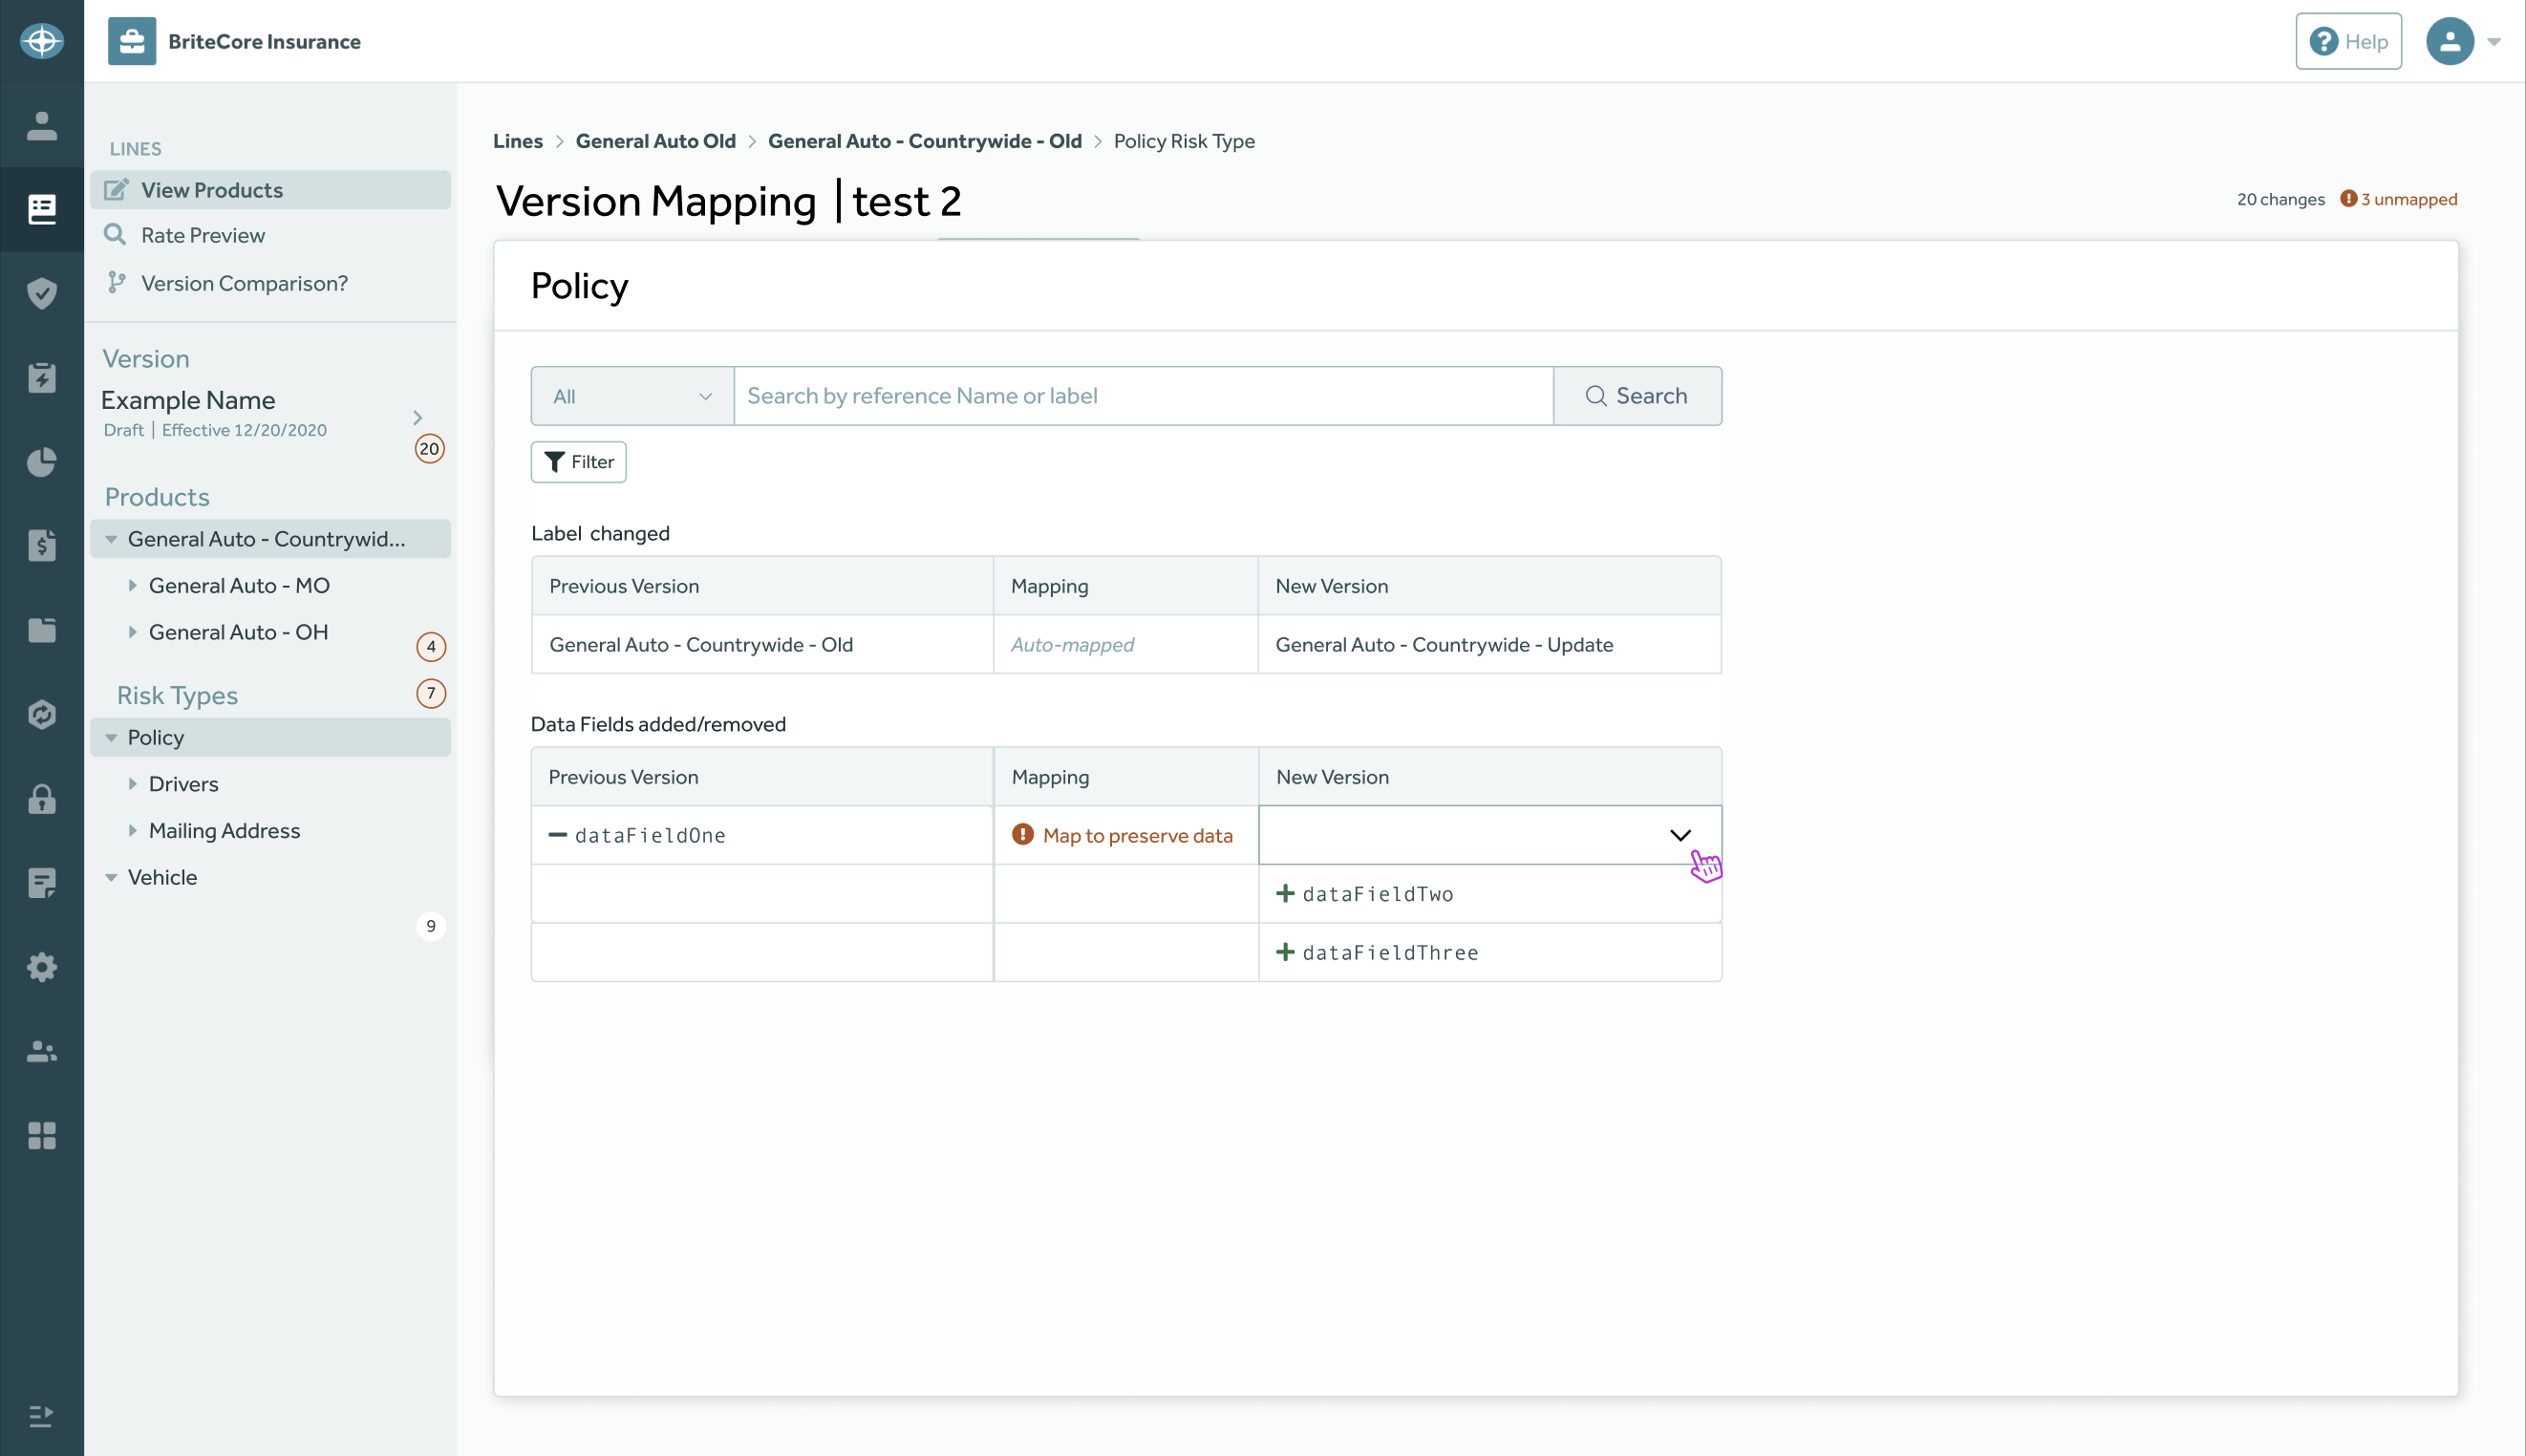 BriteCore Insurance
Help
LINES
View Products
Rate Preview
Version Comparison?
Version
Example Name
Draft | Effective 12/20/2020
20
Products
General Auto - Countrywid...
General Auto - MO
General Auto - OH
4
Risk Types
7
Policy
Drivers
Mailing Address
Vehicle
9
Lines > General Auto Old > General Auto - Countrywide - Old > Policy Risk Type
Version Mapping | test 2
20 changes ! 3 unmapped
Policy
All
Search by reference Name or label
Search
Filter
Label changed
Previous Version Mapping New Version
General Auto - Countrywide - Old Auto-mapped General Auto - Countrywide - Update
Data Fields added/removed
Previous Version Mapping New Version
− dataFieldOne ! Map to preserve data
+ dataFieldTwo
+ dataFieldThree